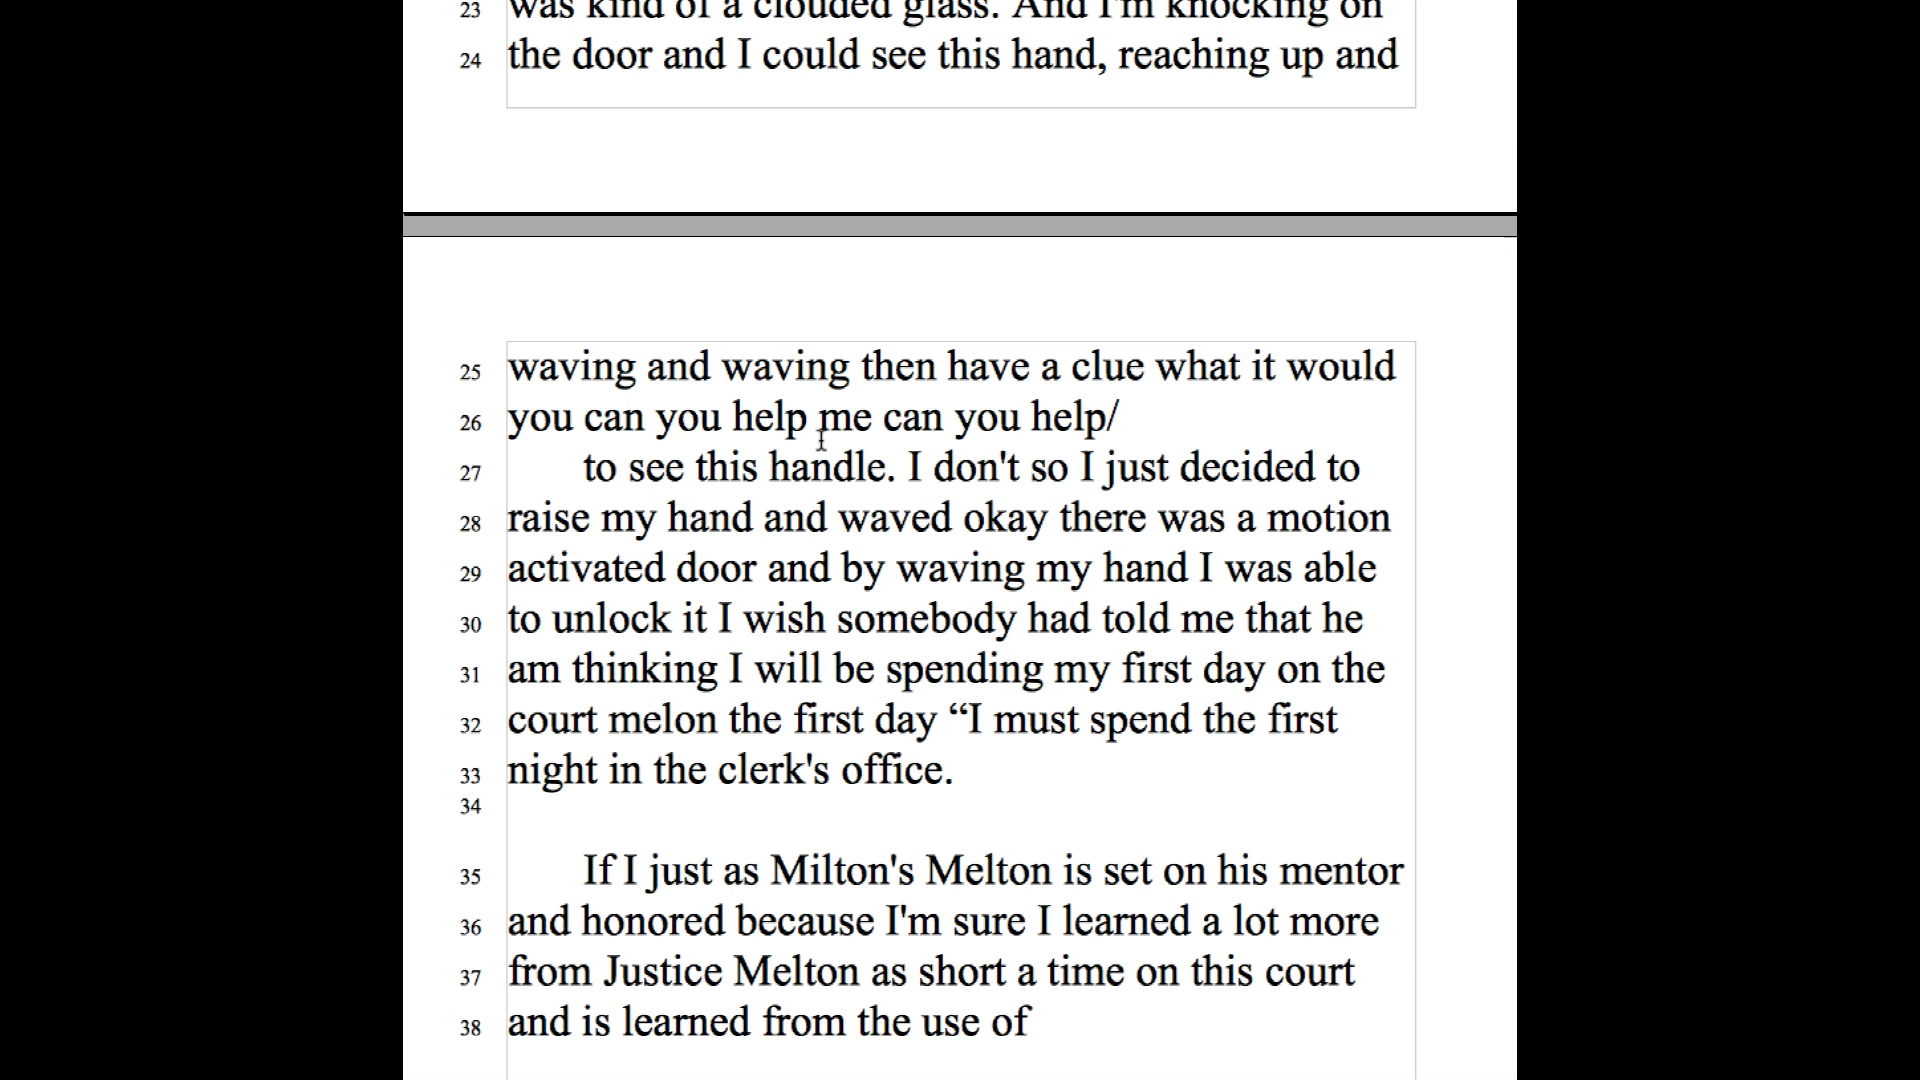 23 was kind of a clouded glass. And I'm knocking on
24 the door and I could see this hand, reaching up and
25 waving and waving then have a clue what it would
26 you can you help me can you help/
27 to see this handle. I don't so I just decided to
28 raise my hand and waved okay there was a motion
29 activated door and by waving my hand I was able
30 to unlock it I wish somebody had told me that he
31 am thinking I will be spending my first day on the
32 court melon the first day “I must spend the first
33 night in the clerk's office.
34
35 If I just as Milton's Melton is set on his mentor
36 and honored because I'm sure I learned a lot more
37 from Justice Melton as short a time on this court
38 and is learned from the use of